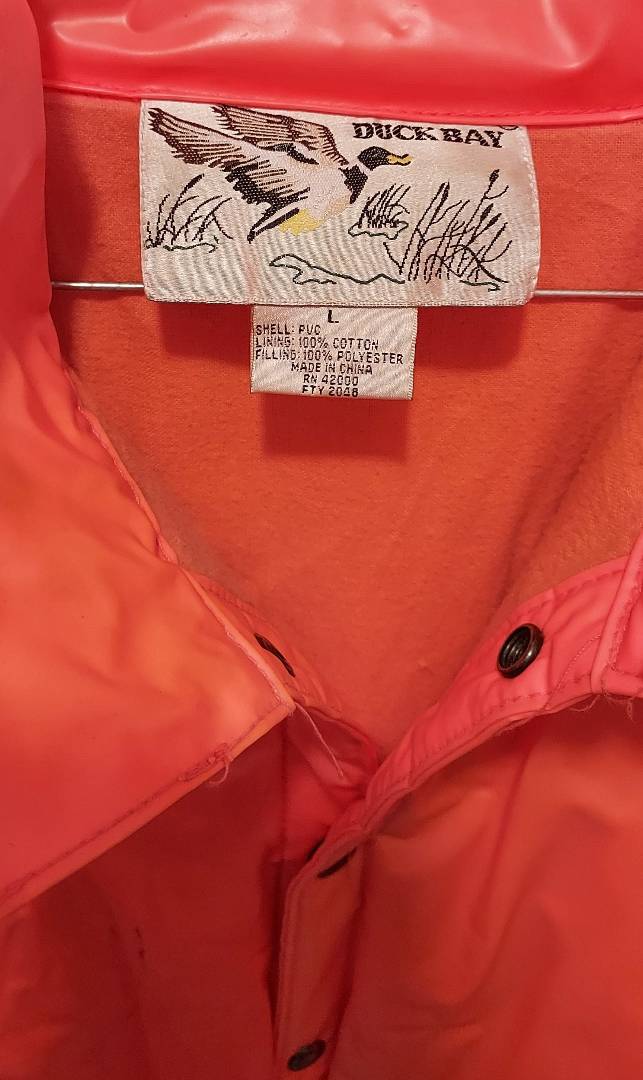 DUCK BAY
L
SHELL: PVC
LINING: 100% COTTON
FILLING: 100% POLYESTER
MADE IN CHINA
RN 42000
FTY 2048